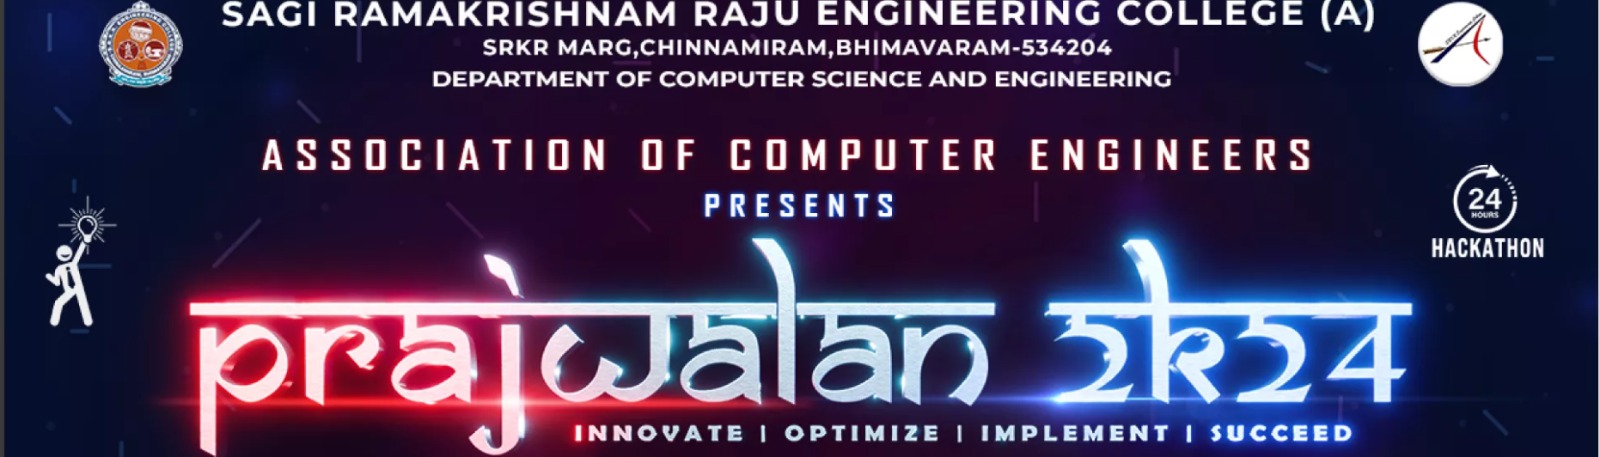 SAGI RAMAKRISHNAM RAJU ENGINEERING COLLEGE (A)
SRKR MARG,CHINNAMIRAM,BHIMAVARAM-534204
DEPARTMENT OF COMPUTER SCIENCE AND ENGINEERING
ASSOCIATION OF COMPUTER ENGINEERS
PRESENTS
24
HOURS
HACKATHON
prajwalan 2k24
INNOVATE | OPTIMIZE | IMPLEMENT | SUCCEED